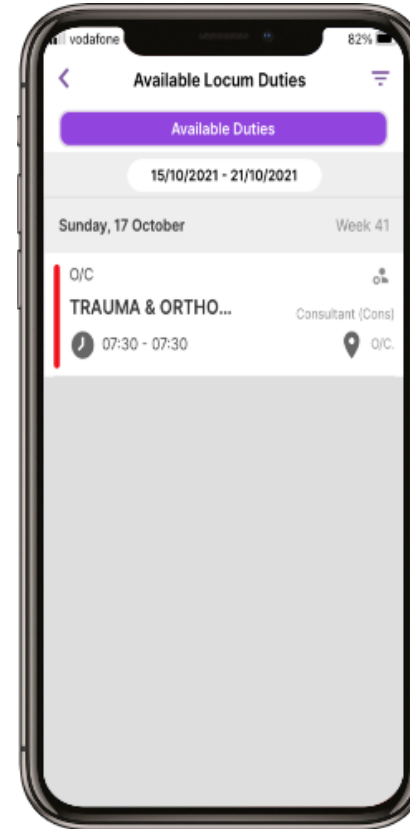 vodafone 82%
Available Locum Duties
Available Duties
15/10/2021 - 21/10/2021
Sunday, 17 October Week 41
O/C
TRAUMA & ORTHO... Consultant (Cons)
07:30 - 07:30 O/C.